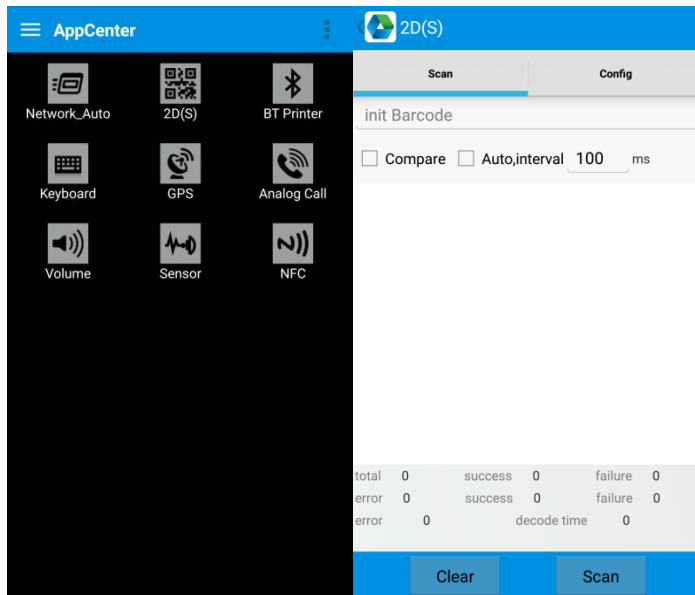 AppCenter
Network_Auto 2D(S) BT Printer
Keyboard GPS Analog Call
Volume Sensor NFC
2D(S)
Scan Config
init Barcode
Compare Auto,interval 100 ms
total 0 success 0 failure 0
error 0 success 0 failure 0
error 0 decode time 0
Clear Scan